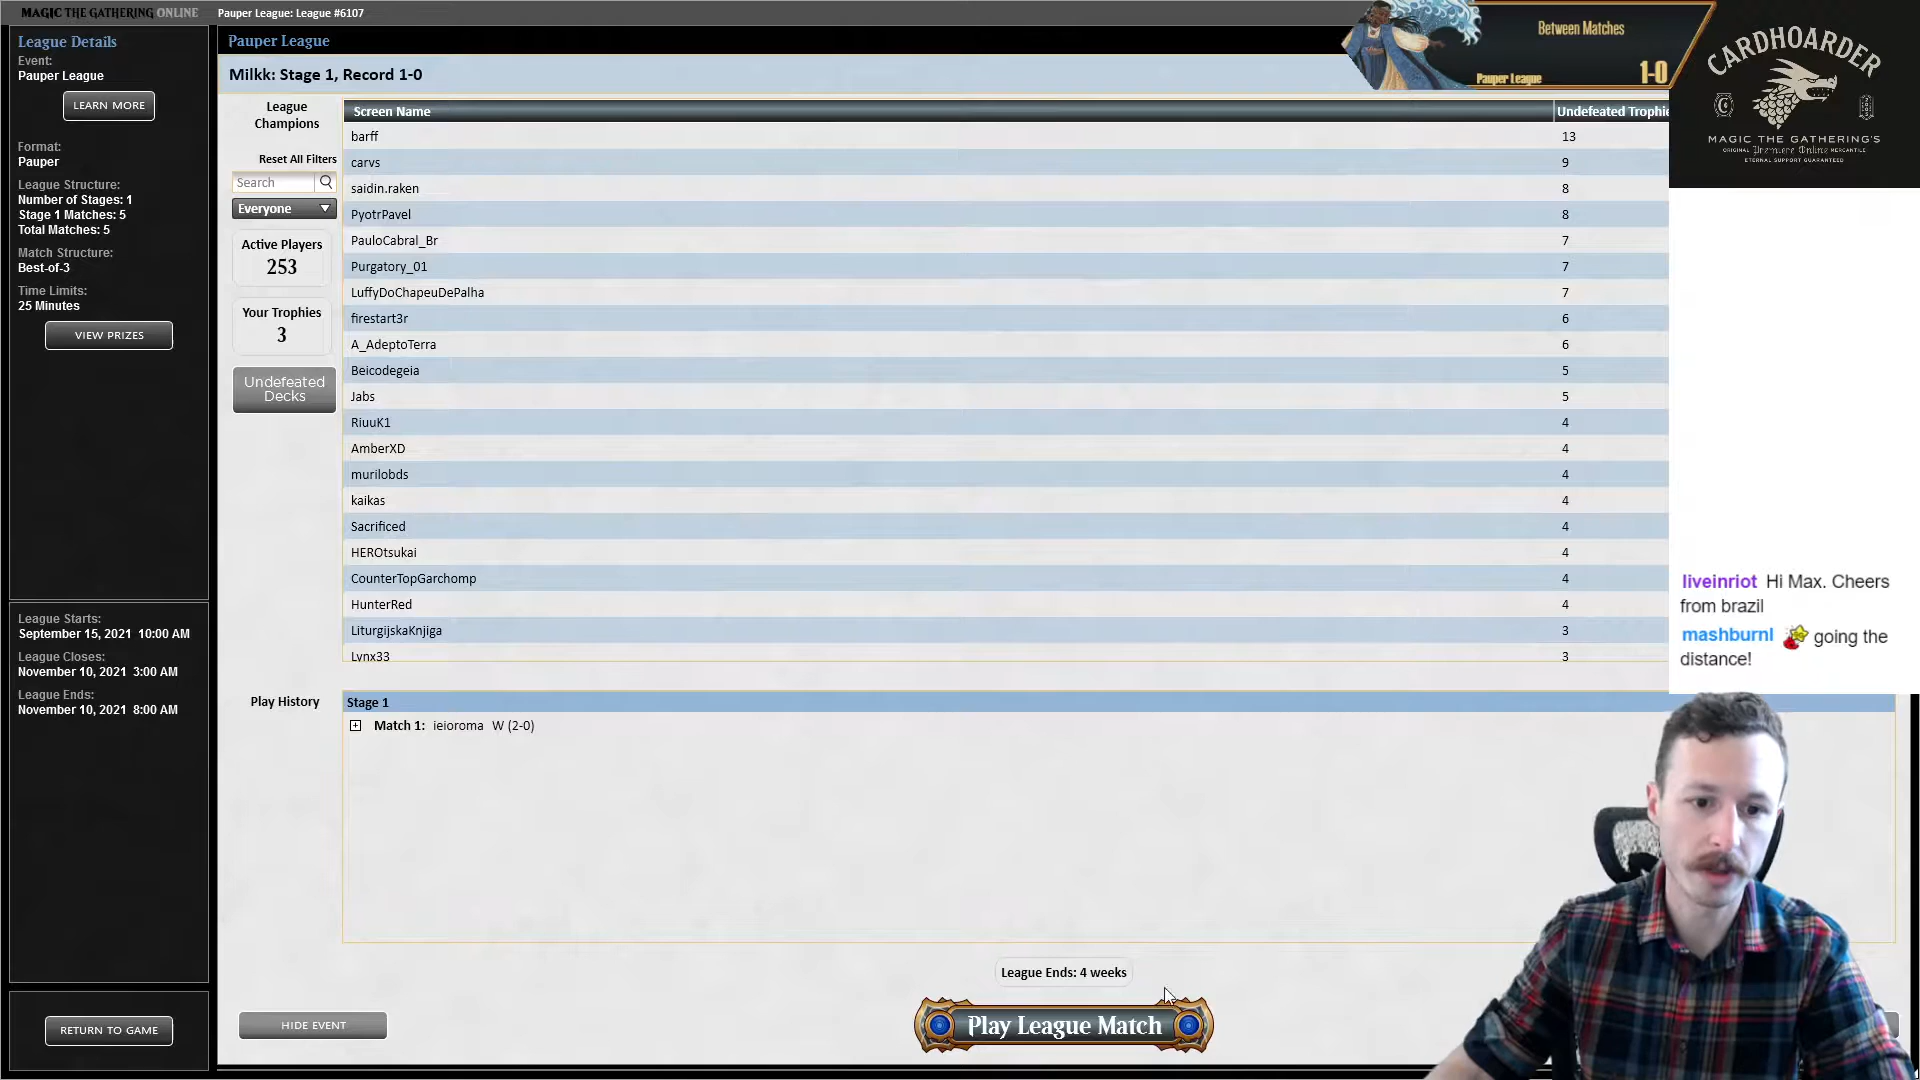 MAGIC THE GATHERING ONLINE
Pauper League: League #6107
League Details
Event:
Pauper League
LEARN MORE
Format:
Pauper
League Structure:
Number of Stages: 1
Stage 1 Matches: 5
Total Matches: 5
Match Structure:
Best-of-3
Time Limits:
25 Minutes
VIEW PRIZES
League Starts:
September 15, 2021 10:00 AM
League Closes:
November 10, 2021 3:00 AM
League Ends:
November 10, 2021 8:00 AM
RETURN TO GAME
Pauper League
Milkk: Stage 1, Record 1-0
League
Champions
Reset All Filters
Search
Everyone
Active Players
253
Your Trophies
3
Undefeated
Decks
Screen Name Undefeated Trophie
barff 13
carvs 9
saidin.raken 8
PyotrPavel 8
PauloCabral_Br 7
Purgatory_01 7
LuffyDoChapeuDePalha 7
firestart3r 6
A_AdeptoTerra 6
Beicodegeia 5
Jabs 5
RiuuK1 4
AmberXD 4
murilobds 4
kaikas 4
Sacrificed 4
HEROtsukai 4
CounterTopGarchomp 4
HunterRed 4
LiturgijskaKnjiga 3
Lynx33 3
Play History
Stage 1
Match 1: ieioroma W (2-0)
League Ends: 4 weeks
HIDE EVENT
Play League Match
Between Matches
Pauper League 1-0
CARDHOARDER
MAGIC THE GATHERING'S
ORIGINAL Premiere Online MERCANTILE
ETERNAL SUPPORT GUARANTEED
liveinriot Hi Max. Cheers
from brazil
mashburnl going the
distance!